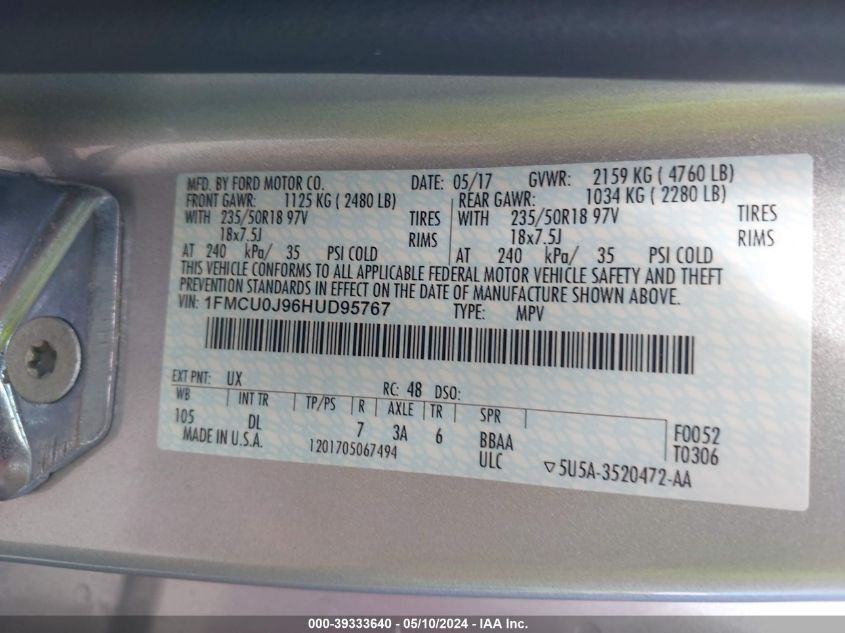 MFD. BY FORD MOTOR CO. DATE: 05/17 GVWR: 2159 KG ( 4760 LB)
FRONT GAWR: 1125 KG ( 2480 LB) REAR GAWR: 1034 KG ( 2280 LB)
WITH 235/50R18 97V TIRES WITH 235/50R18 97V TIRES
18x7.5J RIMS 18x7.5J RIMS
AT 240 kPa/ 35 PSI COLD AT 240 kPa/ 35 PSI COLD
THIS VEHICLE CONFORMS TO ALL APPLICABLE FEDERAL MOTOR VEHICLE SAFETY AND THEFT
PREVENTION STANDARDS IN EFFECT ON THE DATE OF MANUFACTURE SHOWN ABOVE.
VIN: 1FMCU0J96HUD95767 TYPE: MPV
EXT PNT: UX RC: 48 DSO:
WB INT TR TP/PS R AXLE TR SPR
105 DL 7 3A 6 BBAA F0052
MADE IN U.S.A. 1201705067494 ULC T0306
▽5U5A-3520472-AA
000-39333640 - 05/10/2024 - IAA Inc.